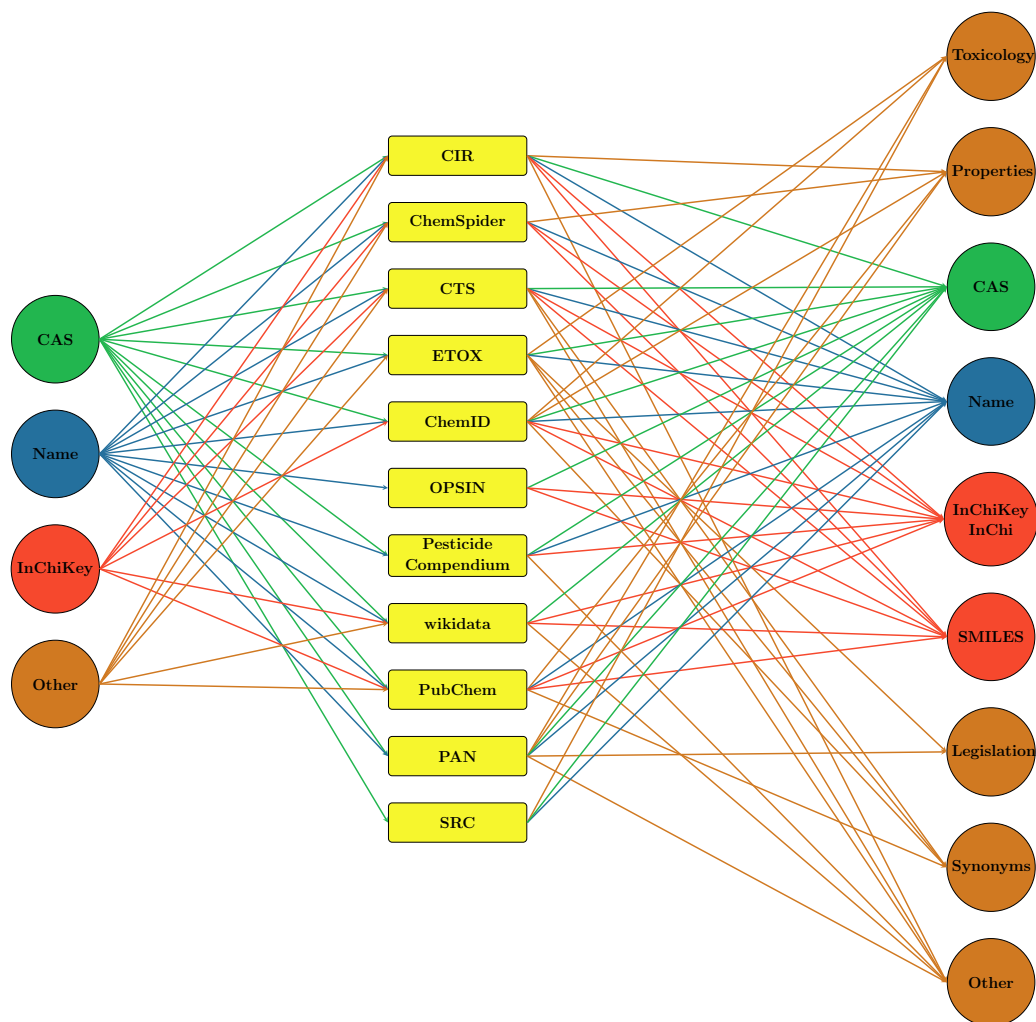 CAS
Name
InChiKey
Other
CIR
ChemSpider
CTS
ETOX
ChemID
OPSIN
Pesticide
Compendium
wikidata
PubChem
PAN
SRC
Toxicology
Properties
CAS
Name
InChiKey
InChi
SMILES
Legislation
Synonyms
Other